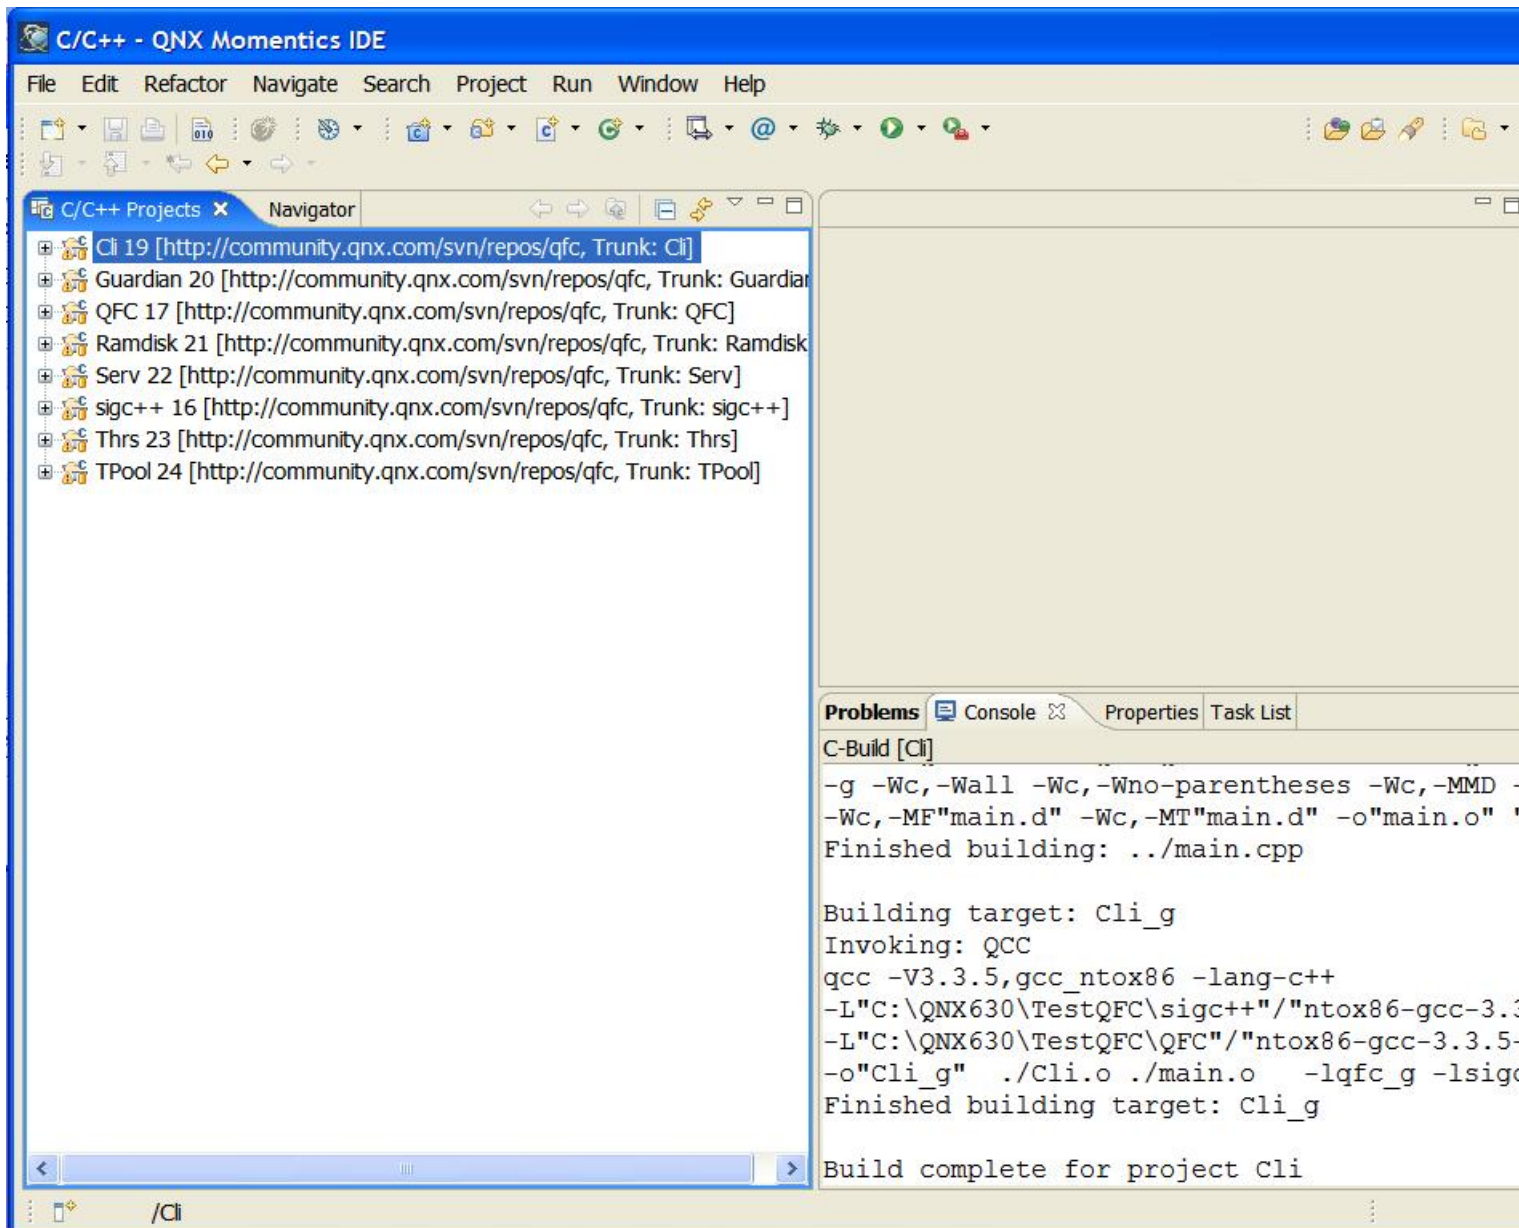 C/C++ - QNX Momentics IDE
File Edit Refactor Navigate Search Project Run Window Help
C/C++ Projects Navigator
Cli 19 [http://community.qnx.com/svn/repos/qfc, Trunk: Cli]
Guardian 20 [http://community.qnx.com/svn/repos/qfc, Trunk: Guardian
QFC 17 [http://community.qnx.com/svn/repos/qfc, Trunk: QFC]
Ramdisk 21 [http://community.qnx.com/svn/repos/qfc, Trunk: Ramdisk
Serv 22 [http://community.qnx.com/svn/repos/qfc, Trunk: Serv]
sigc++ 16 [http://community.qnx.com/svn/repos/qfc, Trunk: sigc++]
Thrs 23 [http://community.qnx.com/svn/repos/qfc, Trunk: Thrs]
TPool 24 [http://community.qnx.com/svn/repos/qfc, Trunk: TPool]
Problems Console Properties Task List
C-Build [Cli]
-g -Wc,-Wall -Wc,-Wno-parentheses -Wc,-MMD -
-Wc,-MF"main.d" -Wc,-MT"main.d" -o"main.o" "
Finished building: ../main.cpp
Building target: Cli_g
Invoking: QCC
qcc -V3.3.5,gcc_ntox86 -lang-c++
-L"C:\QNX630\TestQFC\sigc++"/"ntox86-gcc-3.3
-L"C:\QNX630\TestQFC\QFC"/"ntox86-gcc-3.3.5-
-o"Cli_g" ./Cli.o ./main.o -lqfc_g -lsigc
Finished building target: Cli_g
Build complete for project Cli
/Cli